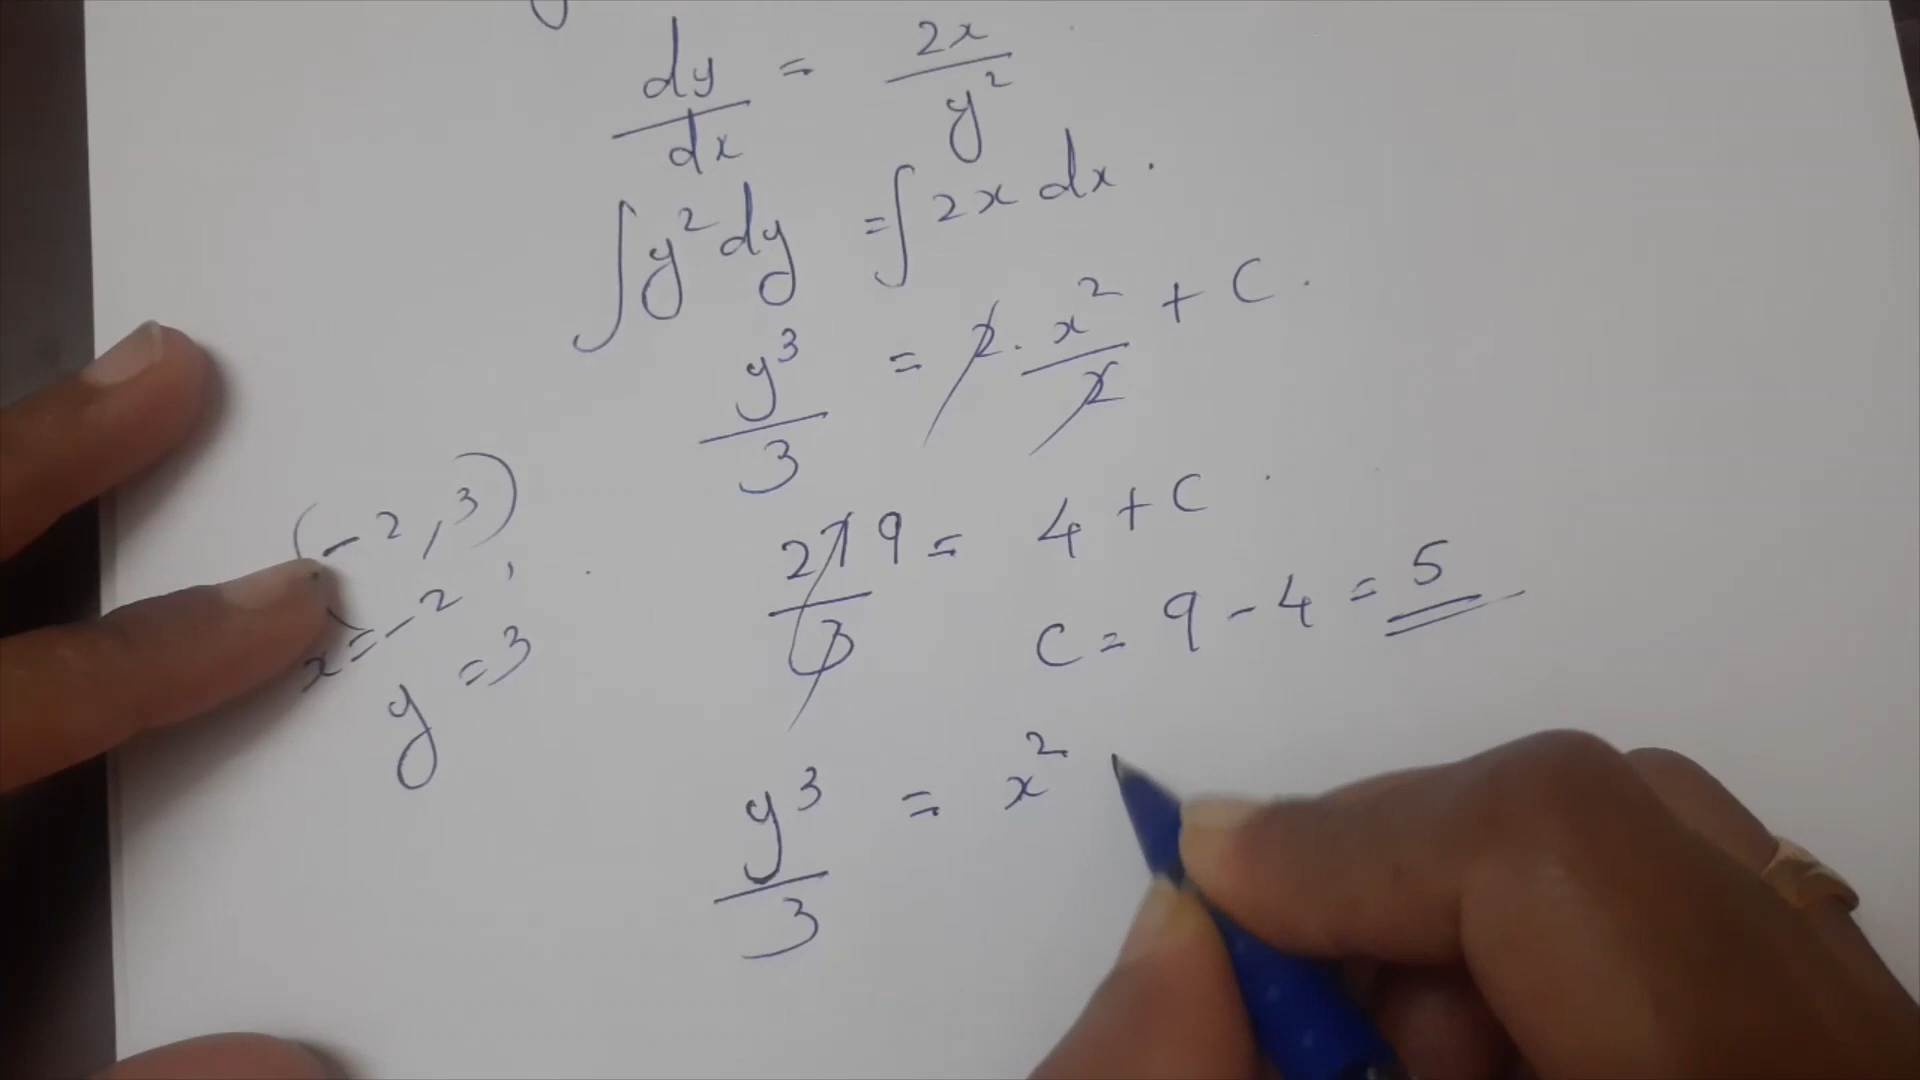 dy/dx = 2x/y²
∫y² dy = ∫2x dx.
y³/3 = 2 · x²/2 + C.
(-2, 3)
27/3 9 = 4 + C
x = -2,
C = 9 - 4 = 5
y = 3
y³/3 = x²